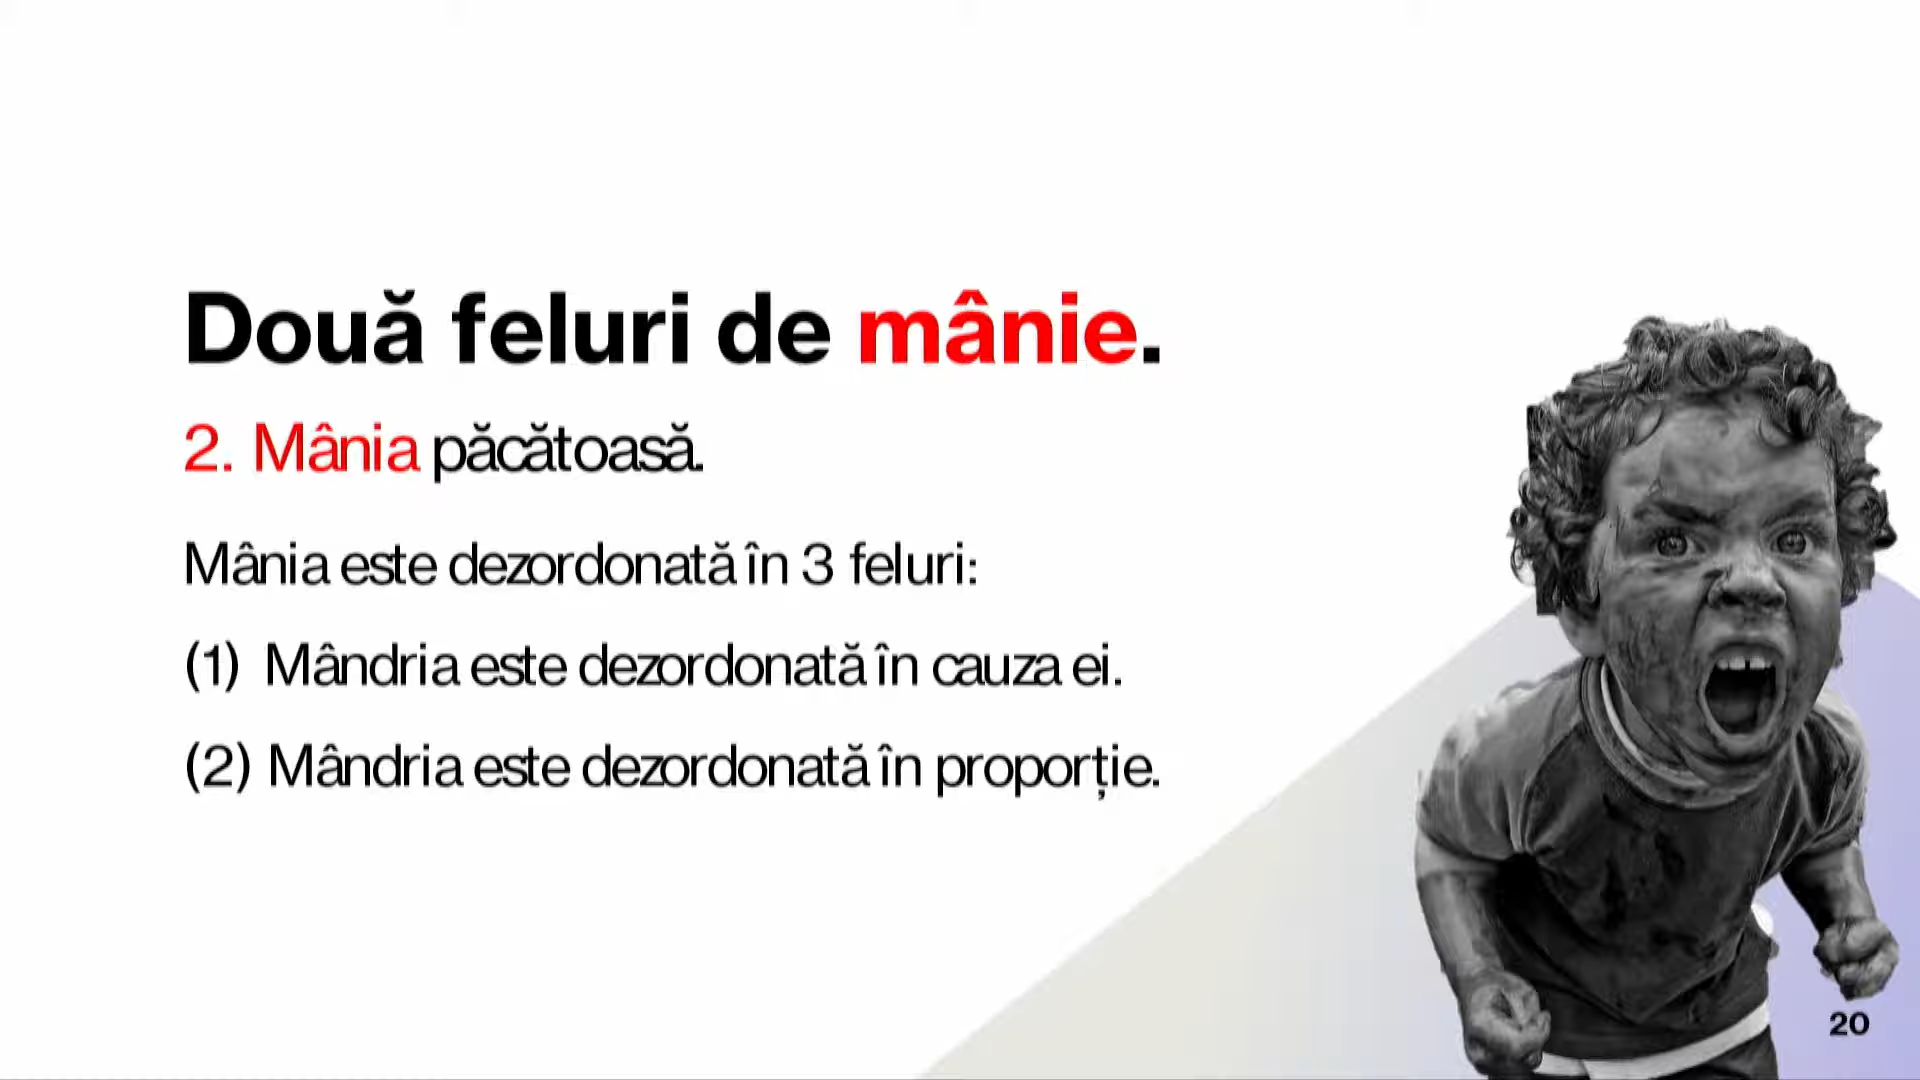 Două feluri de mânie.
2. Mânia păcătoasă.
Mânia este dezordonată în 3 feluri:
(1) Mândria este dezordonată în cauza ei.
(2) Mândria este dezordonată în proporție.
20